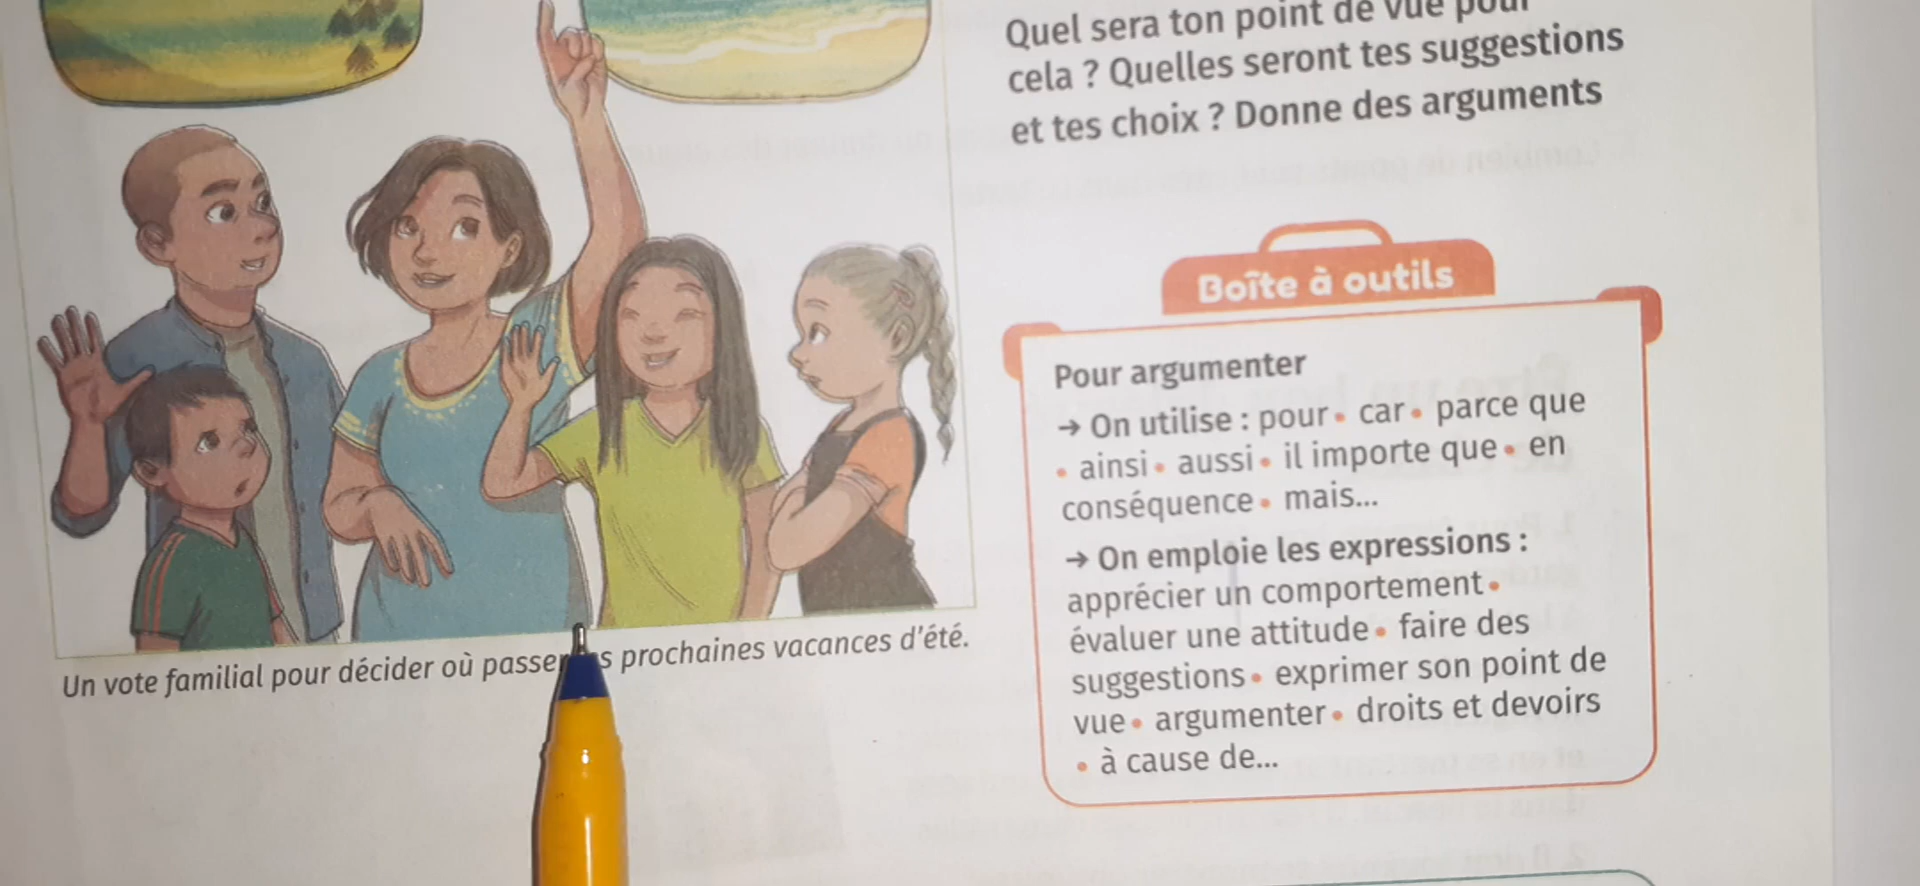 Quel sera ton point de vue pour
cela ? Quelles seront tes suggestions
et tes choix ? Donne des arguments
Boîte à outils
Pour argumenter
→ On utilise : pour • car • parce que
• ainsi • aussi • il importe que • en
conséquence • mais...
→ On emploie les expressions :
apprécier un comportement •
évaluer une attitude • faire des
suggestions • exprimer son point de
vue • argumenter • droits et devoirs
• à cause de...
Un vote familial pour décider où passer prochaines vacances d'été.